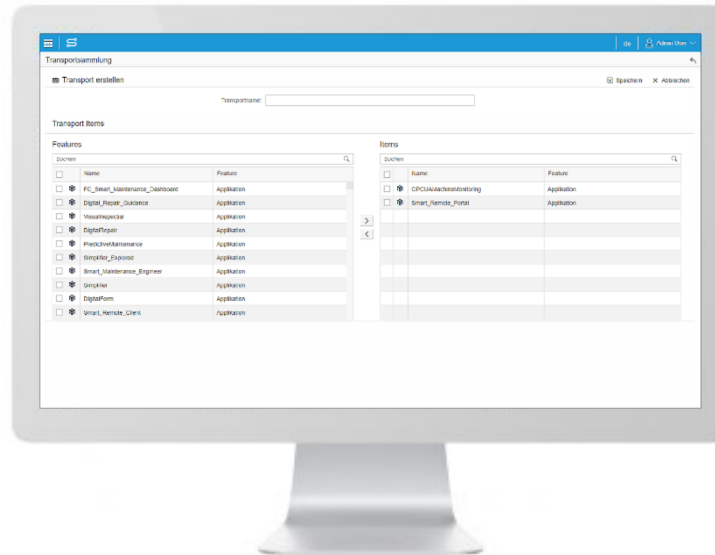 de Admin User
Transportsammlung
Transport erstellen Speichern Abbrechen
Transportname:
Transport Items
Features Items
Suchen Suchen
Name Feature Name Feature
FC_Smart_Maintenance_Dashboard Applikation OPCUAMachineMonitoring Applikation
Digital_Repair_Guidance Applikation Smart_Remote_Portal Applikation
VisualInspector Applikation
DigitalRepair Applikation
PredictiveMaintenance Applikation
Simplifier_Explored Applikation
Smart_Maintenance_Engineer Applikation
Simplifier Applikation
DigitalForm Applikation
Smart_Remote_Client Applikation